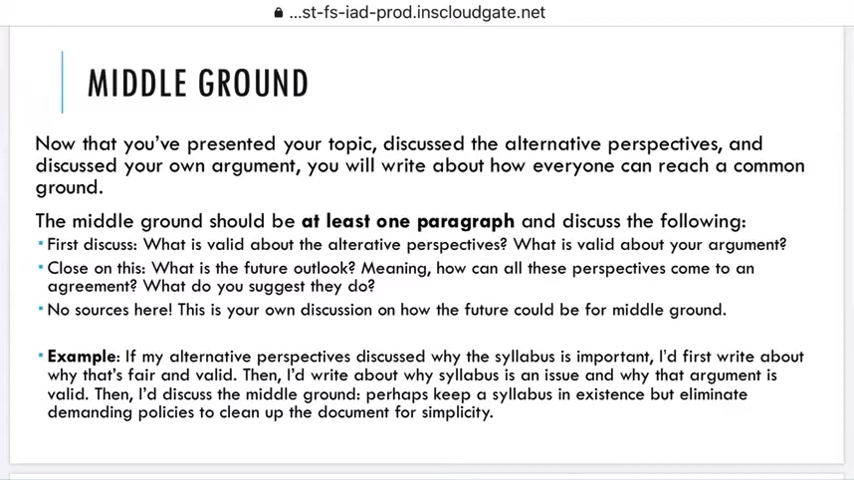 ...st-fs-iad-prod.inscloudgate.net
MIDDLE GROUND
Now that you've presented your topic, discussed the alternative perspectives, and
discussed your own argument, you will write about how everyone can reach a common
ground.
The middle ground should be at least one paragraph and discuss the following:
▪ First discuss: What is valid about the alterative perspectives? What is valid about your argument?
▪ Close on this: What is the future outlook? Meaning, how can all these perspectives come to an
agreement? What do you suggest they do?
▪ No sources here! This is your own discussion on how the future could be for middle ground.
▪ Example: If my alternative perspectives discussed why the syllabus is important, I'd first write about
why that's fair and valid. Then, I'd write about why syllabus is an issue and why that argument is
valid. Then, I'd discuss the middle ground: perhaps keep a syllabus in existence but eliminate
demanding policies to clean up the document for simplicity.